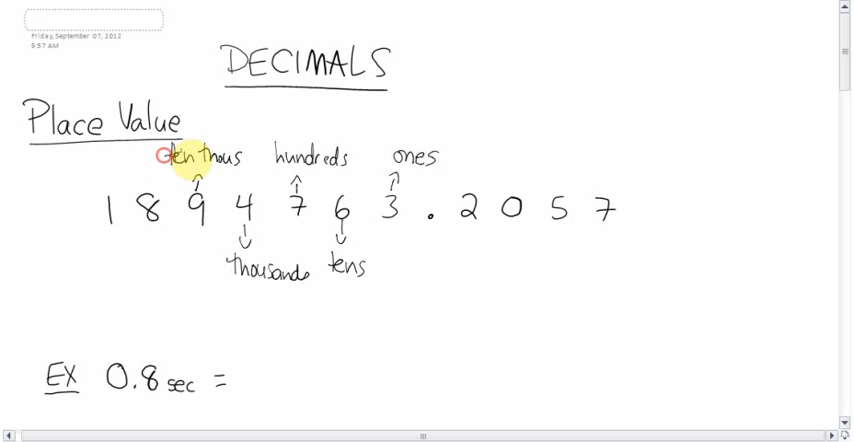 Friday, September 07, 2012
9:57 AM
DECIMALS
Place Value
ten thous hundreds ones
1 8 9 4 7 6 3 . 2 0 5 7
thousands tens
EX 0.8 sec =